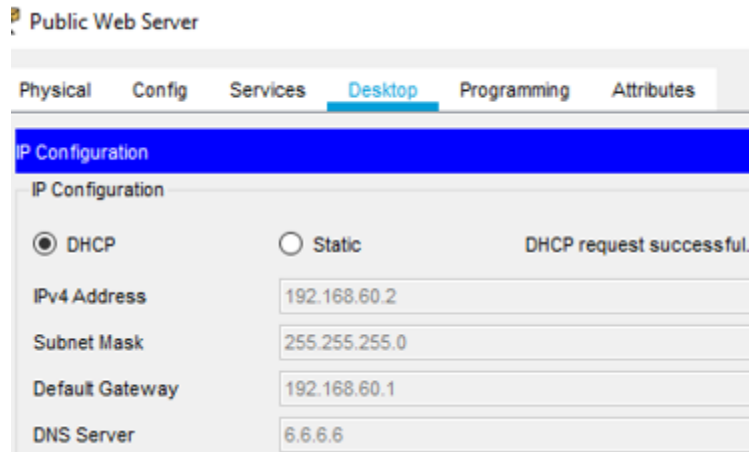 Public Web Server
Physical Config Services Desktop Programming Attributes
IP Configuration
IP Configuration
DHCP Static DHCP request successful.
IPv4 Address 192.168.60.2
Subnet Mask 255.255.255.0
Default Gateway 192.168.60.1
DNS Server 6.6.6.6